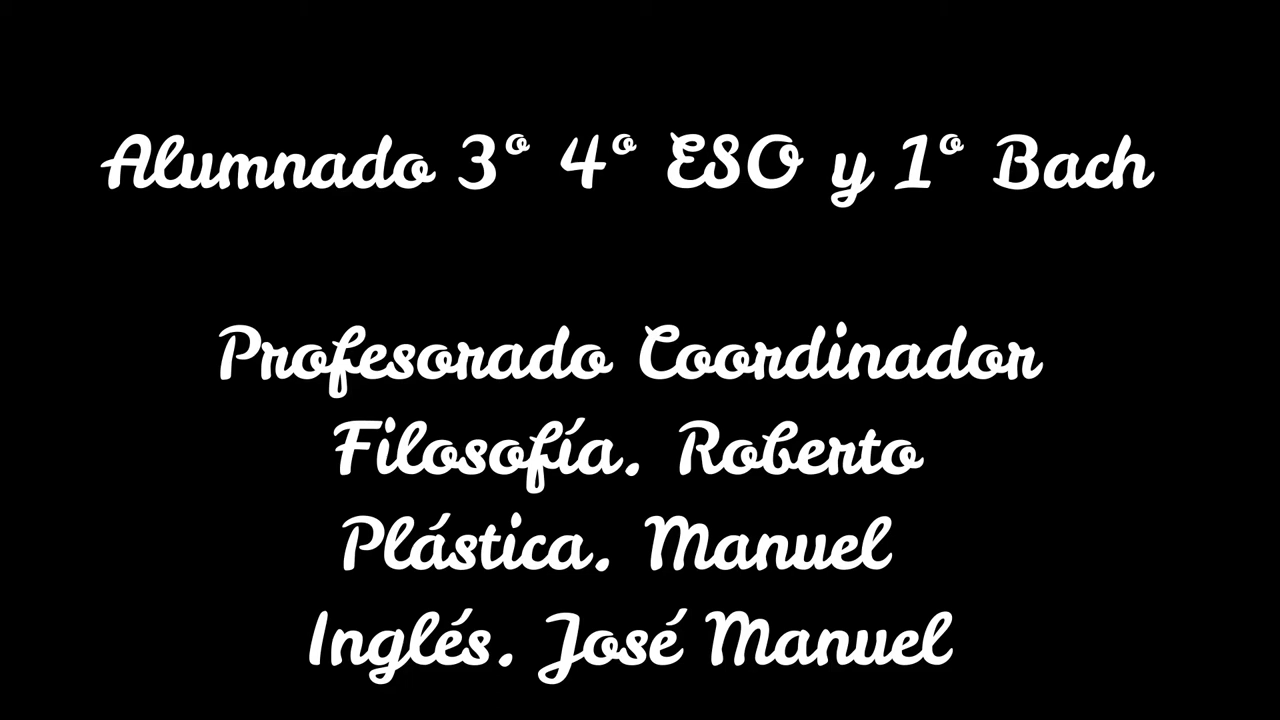 Alumnado 3º 4º ESO y 1º Bach
Profesorado Coordinador
Filosofía. Roberto
Plástica. Manuel
Inglés. José Manuel